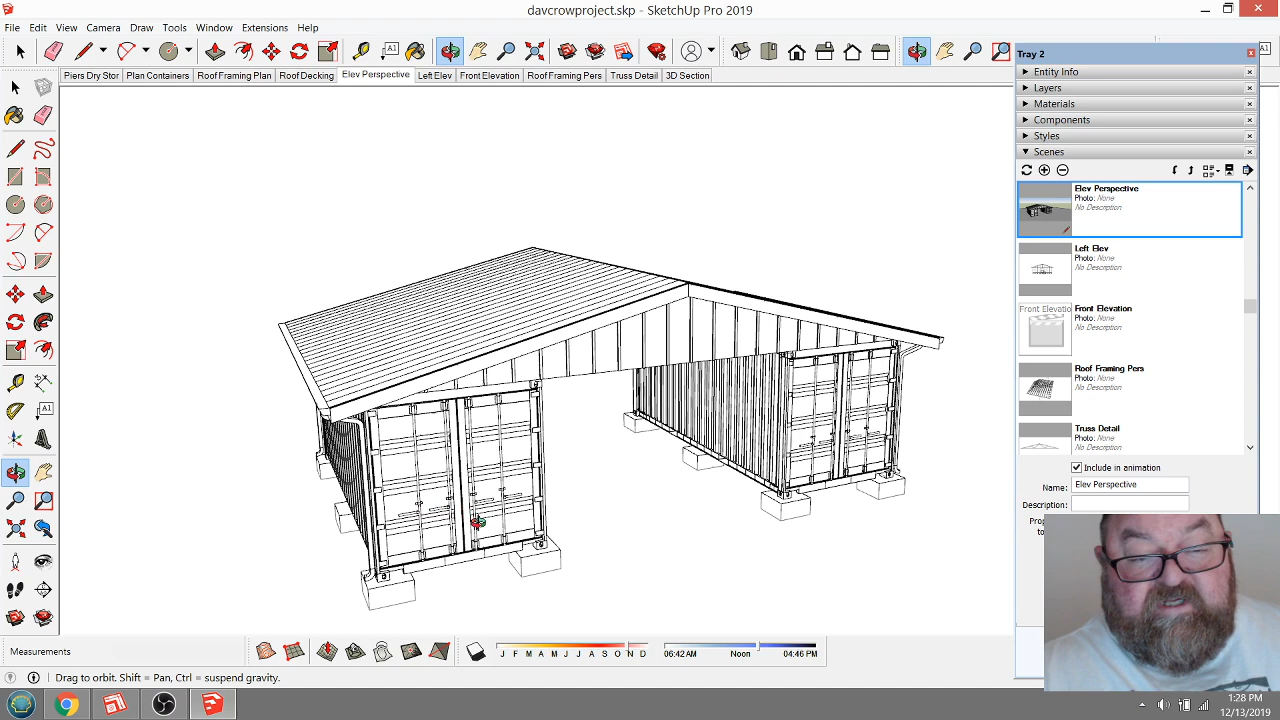 davcrowproject.skp - SketchUp Pro 2019
File Edit View Camera Draw Tools Window Extensions Help
A1
Tray 2
Piers Dry Stor Plan Containers Roof Framing Plan Roof Decking Elev Perspective Left Elev Front Elevation Roof Framing Pers Truss Detail 3D Section
Entity Info
Layers
Materials
Components
Styles
Scenes
Elev Perspective
Photo: None
No Description
Left Elev
Photo: None
No Description
Front Elevatio
Front Elevation
Photo: None
No Description
Roof Framing Pers
Photo: None
No Description
Truss Detail
Photo: None
No Description
A1
Include in animation
Name: Elev Perspective
Description:
Measurements
J F M A M J J A S O N D
06:42 AM Noon 04:46 PM
Drag to orbit. Shift = Pan, Ctrl = suspend gravity.
1:28 PM
12/13/2019